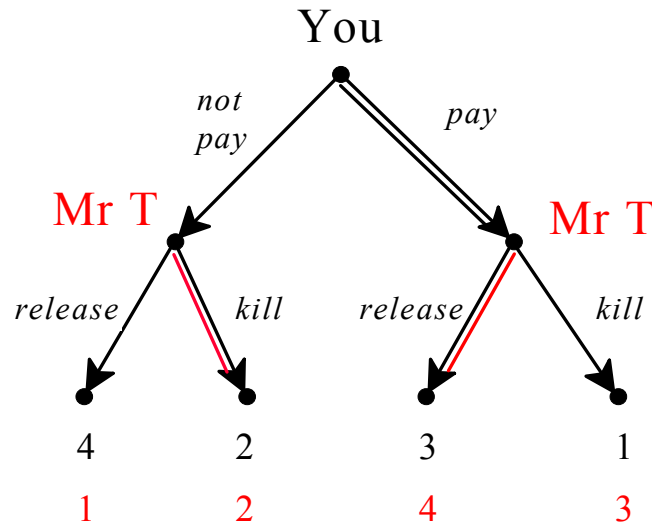 You
not
pay
pay
Mr T
Mr T
release
kill
release
kill
4 2 3 1
1 2 4 3